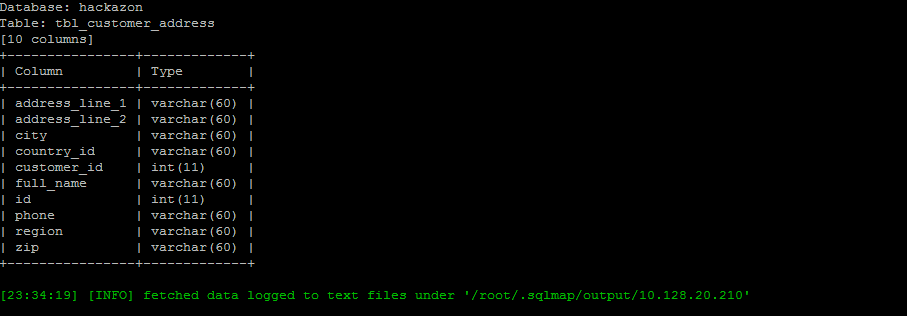 Database: hackazon
Table: tbl_customer_address
[10 columns]
+----------------+-------------+
| Column         | Type        |
+----------------+-------------+
| address_line_1 | varchar(60) |
| address_line_2 | varchar(60) |
| city           | varchar(60) |
| country_id     | varchar(60) |
| customer_id    | int(11)     |
| full_name      | varchar(60) |
| id             | int(11)     |
| phone          | varchar(60) |
| region         | varchar(60) |
| zip            | varchar(60) |
+----------------+-------------+
[23:34:19] [INFO] fetched data logged to text files under '/root/.sqlmap/output/10.128.20.210'